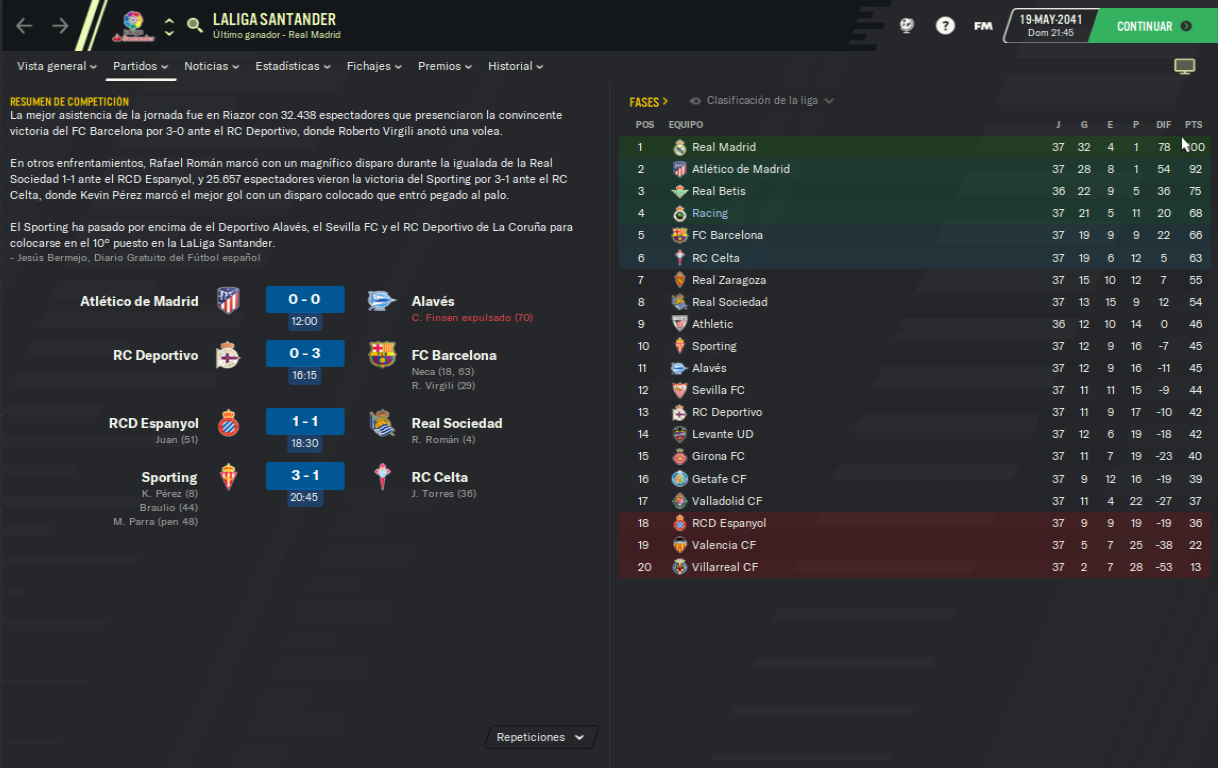 LALIGA SANTANDER
Último ganador - Real Madrid
FM
19-MAY-2041
Dom 21:45
CONTINUAR
Vista general
Partidos
Noticias
Estadísticas
Fichajes
Premios
Historial
RESUMEN DE COMPETICIÓN
La mejor asistencia de la jornada fue en Riazor con 32.438 espectadores que presenciaron la convincente
victoria del FC Barcelona por 3-0 ante el RC Deportivo, donde Roberto Virgili anotó una volea.
En otros enfrentamientos, Rafael Román marcó con un magnífico disparo durante la igualada de la Real
Sociedad 1-1 ante el RCD Espanyol, y 25.657 espectadores vieron la victoria del Sporting por 3-1 ante el RC
Celta, donde Kevin Pérez marcó el mejor gol con un disparo colocado que entró pegado al palo.
El Sporting ha pasado por encima de el Deportivo Alavés, el Sevilla FC y el RC Deportivo de La Coruña para
colocarse en el 10º puesto en la LaLiga Santander.
- Jesús Bermejo, Diario Gratuito del Fútbol español
Atlético de Madrid 0 - 0 Alavés
12:00 C. Finsen expulsado (70)
RC Deportivo 0 - 3 FC Barcelona
16:15 Neca (18, 63)
R. Virgili (29)
RCD Espanyol 1 - 1 Real Sociedad
Juan (51) 18:30 R. Román (4)
Sporting 3 - 1 RC Celta
K. Pérez (8) 20:45 J. Torres (36)
Braulio (44)
M. Parra (pen 48)
Repeticiones
FASES > Clasificación de la liga
POS EQUIPO J G E P DIF PTS
1 Real Madrid 37 32 4 1 78 100
2 Atlético de Madrid 37 28 8 1 54 92
3 Real Betis 36 22 9 5 36 75
4 Racing 37 21 5 11 20 68
5 FC Barcelona 37 19 9 9 22 66
6 RC Celta 37 19 6 12 5 63
7 Real Zaragoza 37 15 10 12 7 55
8 Real Sociedad 37 13 15 9 12 54
9 Athletic 36 12 10 14 0 46
10 Sporting 37 12 9 16 -7 45
11 Alavés 37 12 9 16 -11 45
12 Sevilla FC 37 11 11 15 -9 44
13 RC Deportivo 37 11 9 17 -10 42
14 Levante UD 37 12 6 19 -18 42
15 Girona FC 37 11 7 19 -23 40
16 Getafe CF 37 9 12 16 -19 39
17 Valladolid CF 37 11 4 22 -27 37
18 RCD Espanyol 37 9 9 19 -19 36
19 Valencia CF 37 5 7 25 -38 22
20 Villarreal CF 37 2 7 28 -53 13